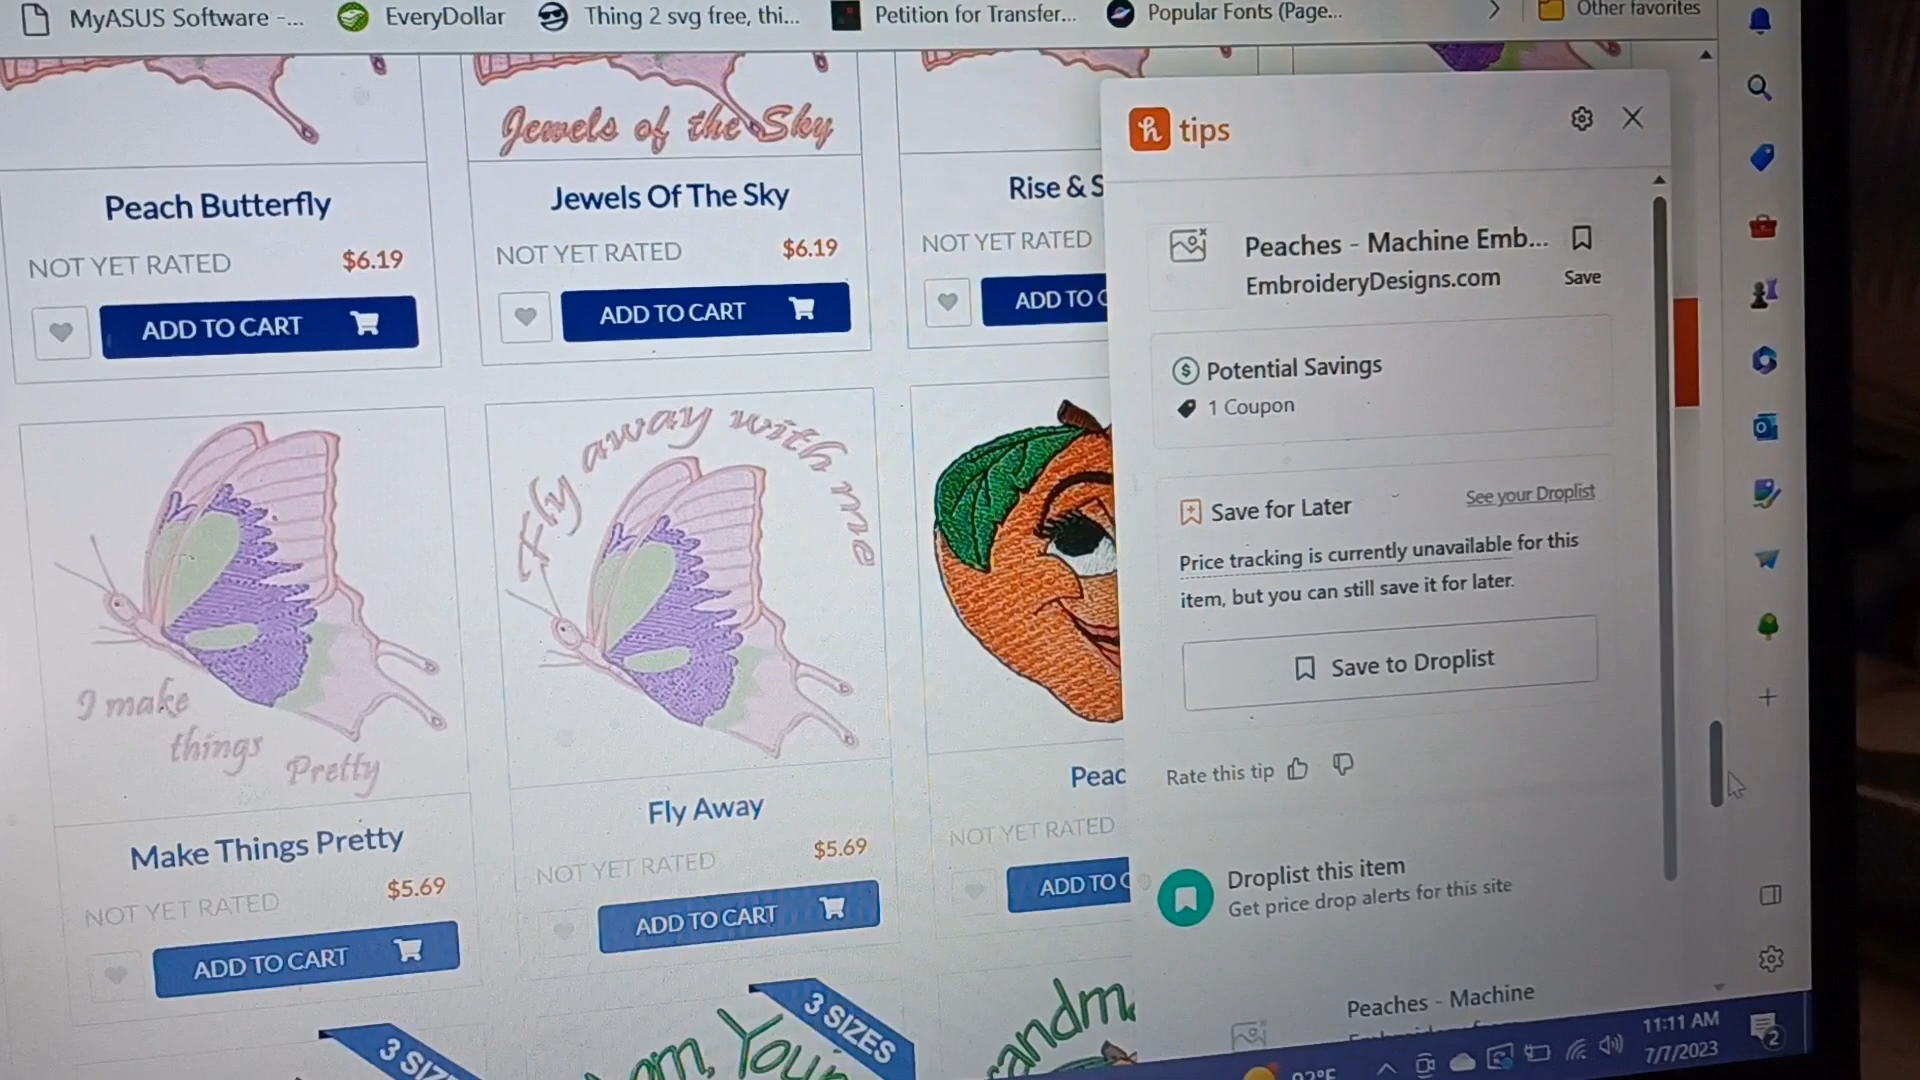 MyASUS Software -...
EveryDollar
Thing 2 svg free, thi...
Petition for Transfer...
Popular Fonts (Page...
Other favorites
Jewels of the Sky
Peach Butterfly
NOT YET RATED $6.19
ADD TO CART
Jewels Of The Sky
NOT YET RATED $6.19
ADD TO CART
Rise & S
NOT YET RATED
ADD TO C
h tips
Peaches - Machine Emb...
EmbroideryDesigns.com
Save
Potential Savings
1 Coupon
Save for Later
See your Droplist
Price tracking is currently unavailable for this
item, but you can still save it for later.
Save to Droplist
Rate this tip
Droplist this item
Get price drop alerts for this site
Peaches - Machine
I make
things
Pretty
Make Things Pretty
NOT YET RATED $5.69
ADD TO CART
Fly away with me
Fly Away
NOT YET RATED $5.69
ADD TO CART
Peac
NOT YET RATED
ADD TO C
3 SIZ
3 SIZES
You
andm
92°F
11:11 AM
7/7/2023
2